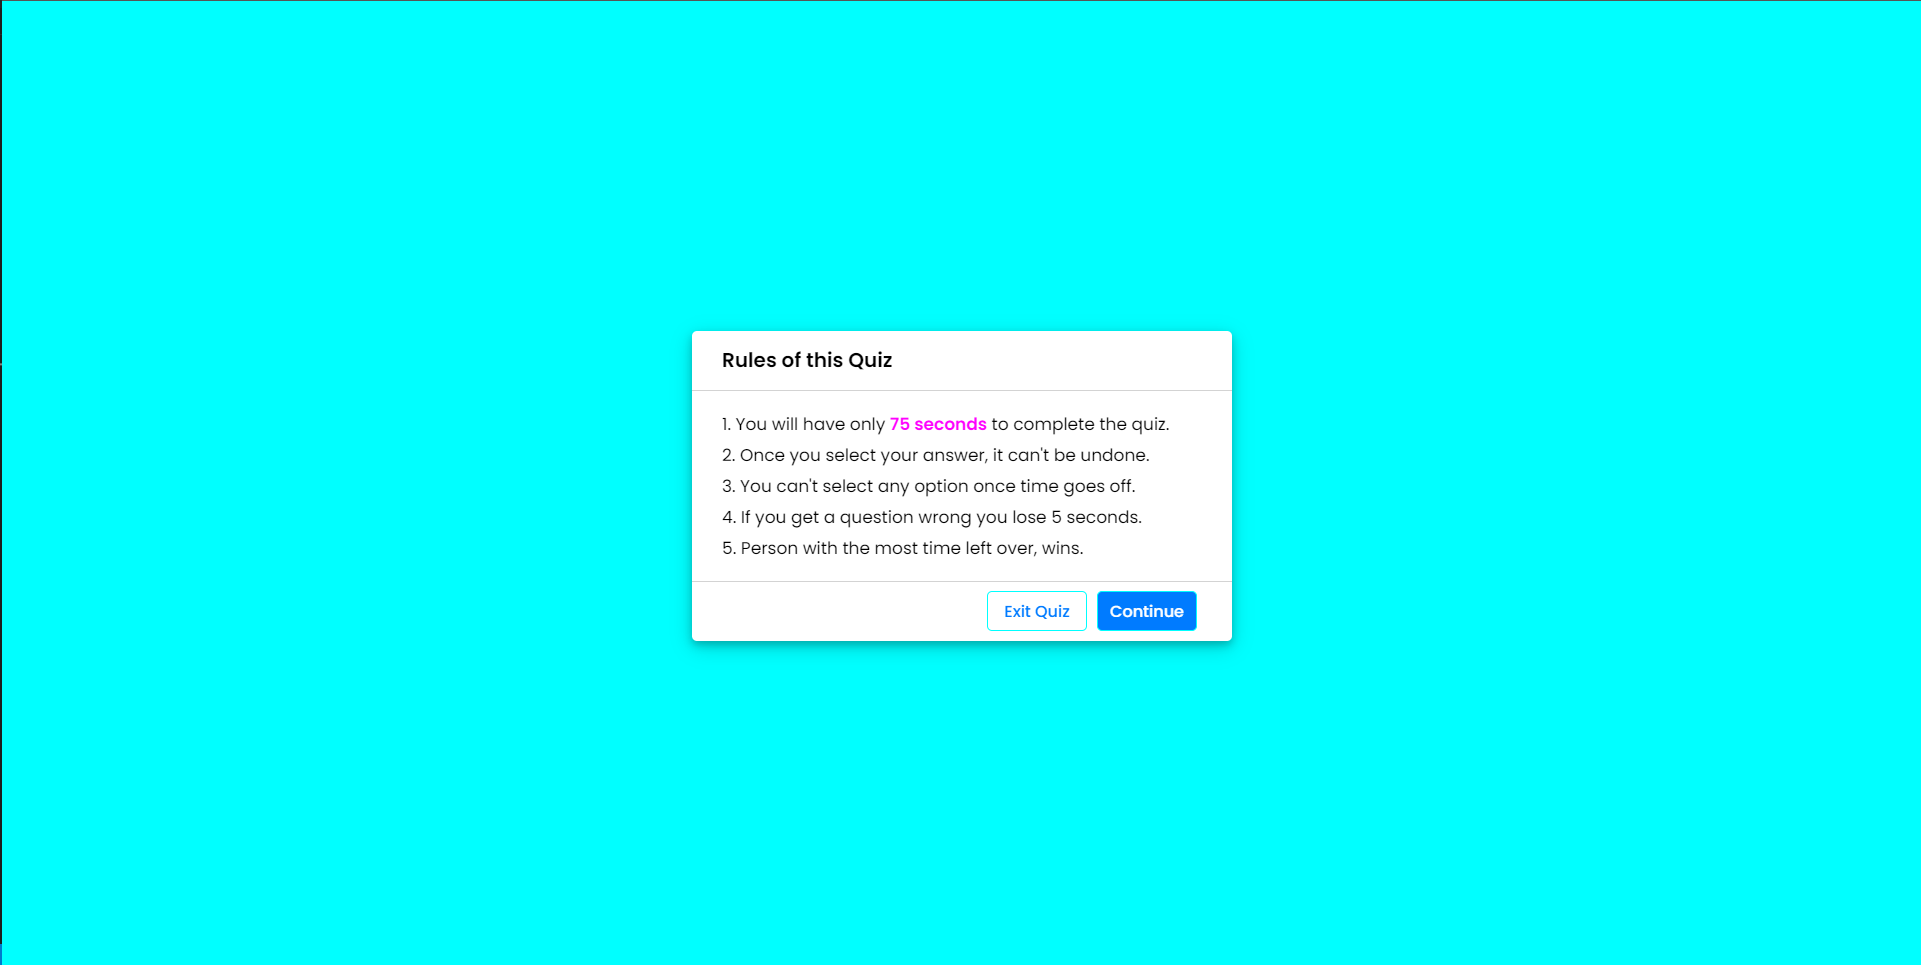 Rules of this Quiz
1. You will have only 75 seconds to complete the quiz.
2. Once you select your answer, it can't be undone.
3. You can't select any option once time goes off.
4. If you get a question wrong you lose 5 seconds.
5. Person with the most time left over, wins.
Exit Quiz Continue